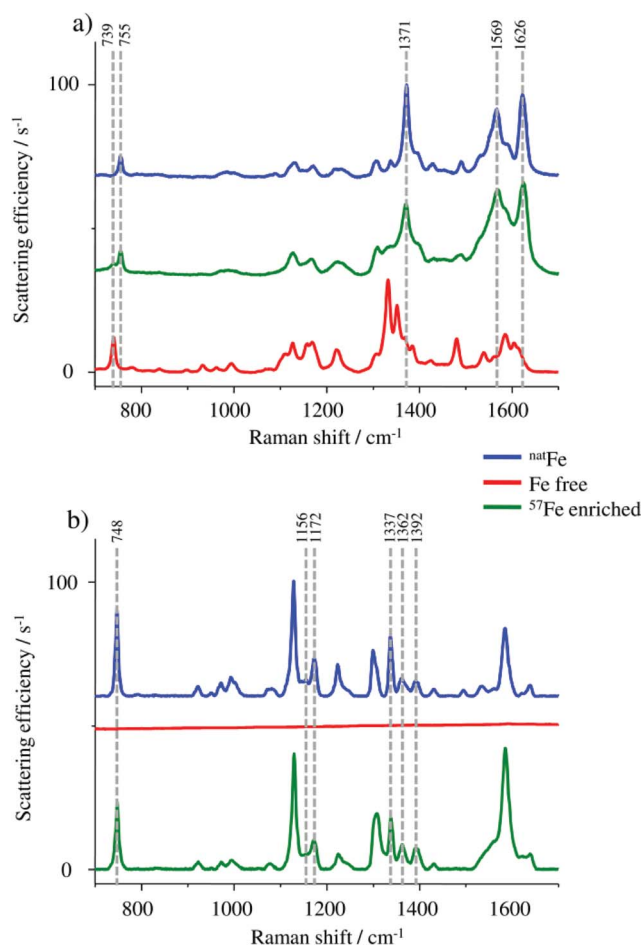 a)
739
755
1371
1569
1626
100
0
Scattering efficiency / s-1
800
1000
1200
1400
1600
Raman shift / cm-1
natFe
Fe free
57Fe enriched
b)
748
1156
1172
1337
1362
1392
100
0
Scattering efficiency / s-1
800
1000
1200
1400
1600
Raman shift / cm-1